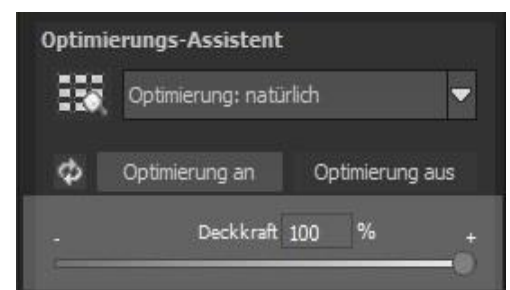 Optimierungs-Assistent
Optimierung: natürlich
Optimierung an Optimierung aus
Deckkraft 100 %
- +